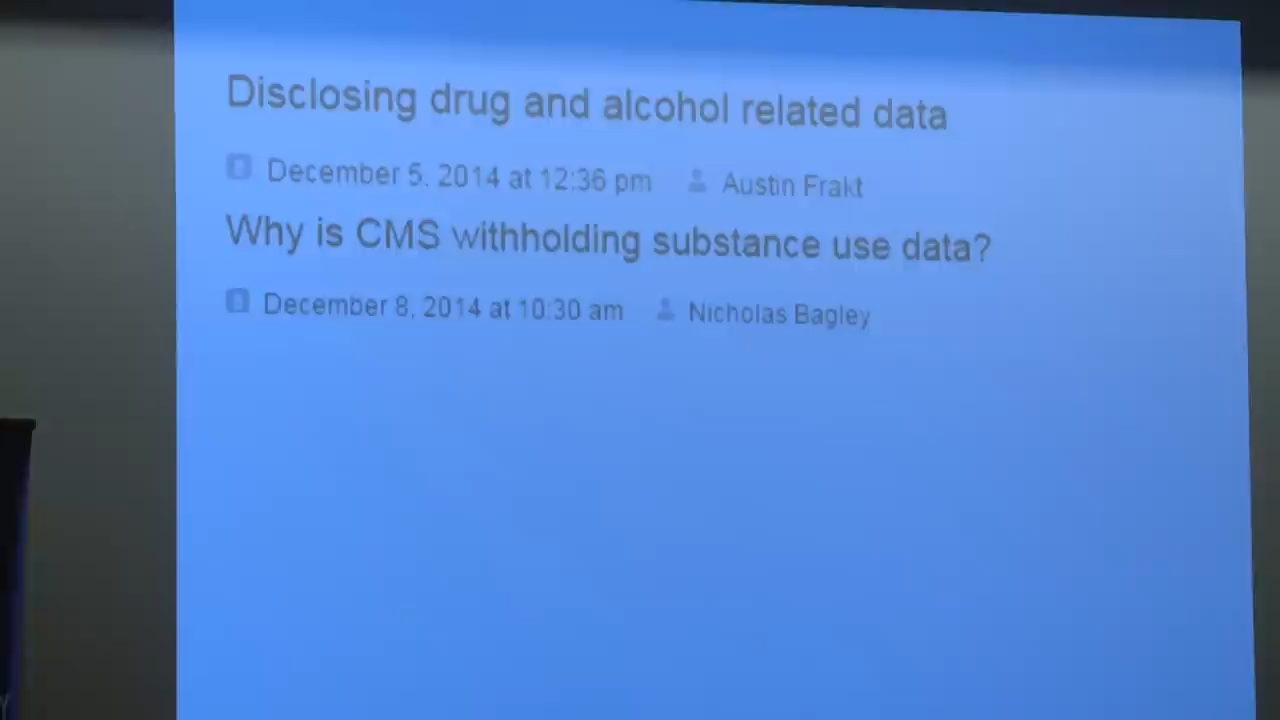 Disclosing drug and alcohol related data
December 5, 2014 at 12:36 pm Austin Frakt
Why is CMS withholding substance use data?
December 8, 2014 at 10:30 am Nicholas Bagley